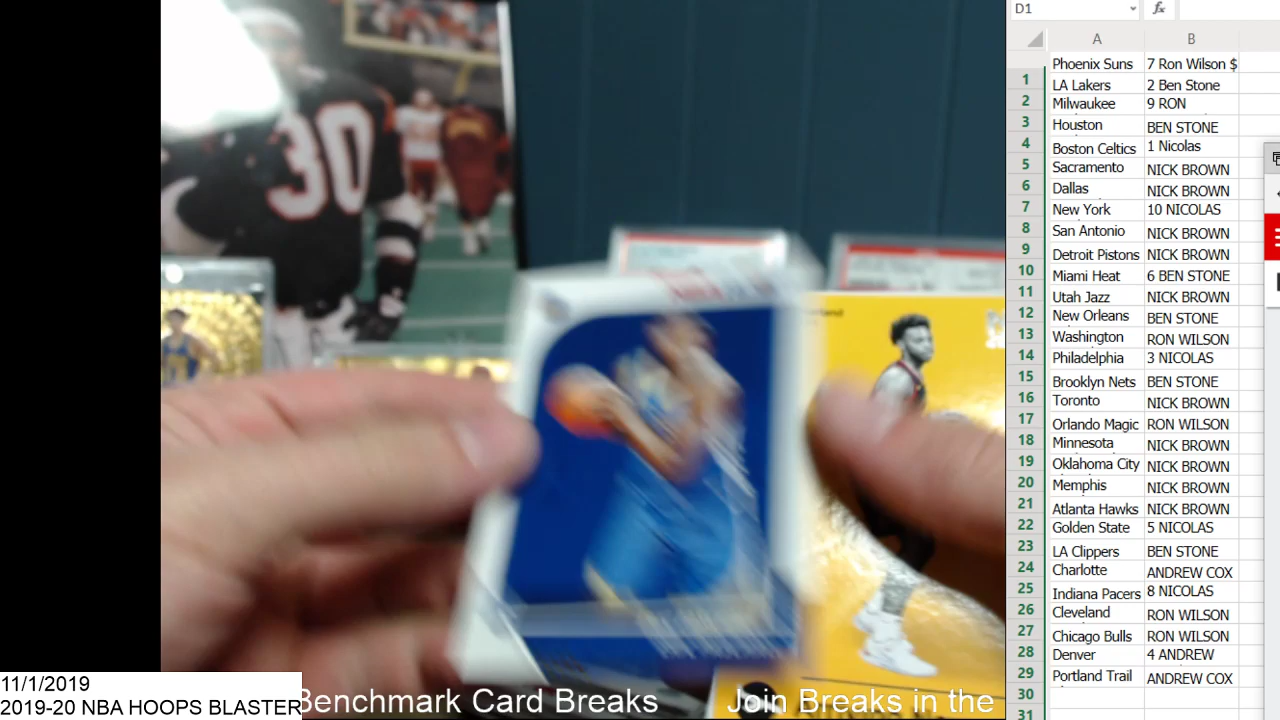 D1
fx
A B
Phoenix Suns 7 Ron Wilson $
1 LA Lakers 2 Ben Stone
2 Milwaukee 9 RON
3 Houston BEN STONE
4 Boston Celtics 1 Nicolas
5 Sacramento NICK BROWN
6 Dallas NICK BROWN
7 New York 10 NICOLAS
8 San Antonio NICK BROWN
9 Detroit Pistons NICK BROWN
10 Miami Heat 6 BEN STONE
11 Utah Jazz NICK BROWN
12 New Orleans BEN STONE
13 Washington RON WILSON
14 Philadelphia 3 NICOLAS
15 Brooklyn Nets BEN STONE
16 Toronto NICK BROWN
17 Orlando Magic RON WILSON
18 Minnesota NICK BROWN
19 Oklahoma City NICK BROWN
20 Memphis NICK BROWN
21 Atlanta Hawks NICK BROWN
22 Golden State 5 NICOLAS
23 LA Clippers BEN STONE
24 Charlotte ANDREW COX
25 Indiana Pacers 8 NICOLAS
26 Cleveland RON WILSON
27 Chicago Bulls RON WILSON
28 Denver 4 ANDREW
29 Portland Trail ANDREW COX
30
31
30
11/1/2019
2019-20 NBA HOOPS BLASTER
Benchmark Card Breaks Join Breaks in the